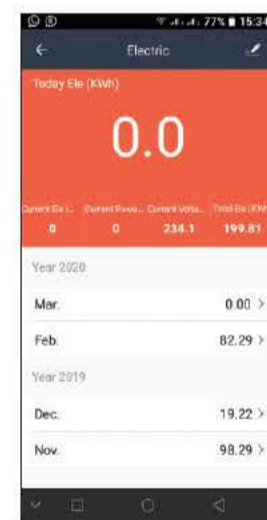 77% 15:34
Electric
Today Ele (KWh)
0.0
Current Ele (... Current Powe... Current Volta... Total Ele (KWh
.0 0 234.1 199.81
Year 2020
Mar. 0.00 >
Feb. 82.29 >
Year 2019
Dec. 19.22 >
Nov. 98.29 >